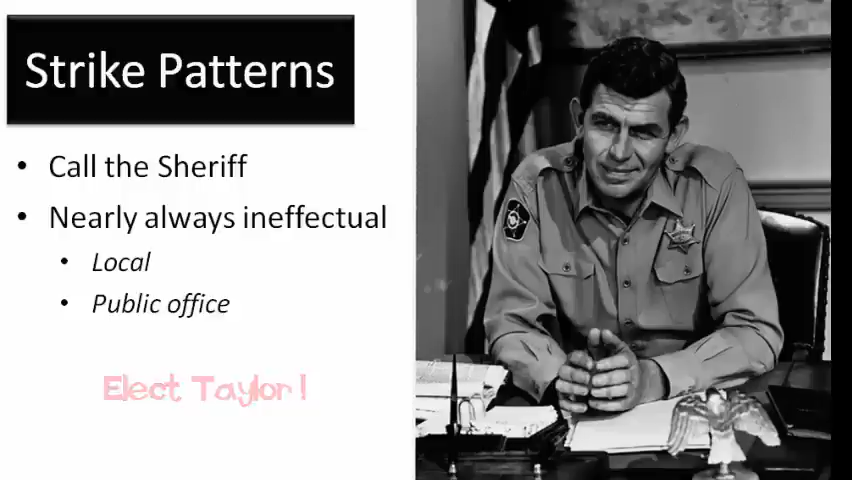 Strike Patterns
• Call the Sheriff
• Nearly always ineffectual
• Local
• Public office
Elect Taylor!